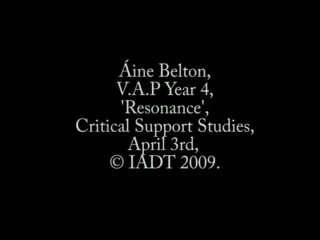 Áine Belton,
V.A.P Year 4,
'Resonance',
Critical Support Studies,
April 3rd,
© IADT 2009.